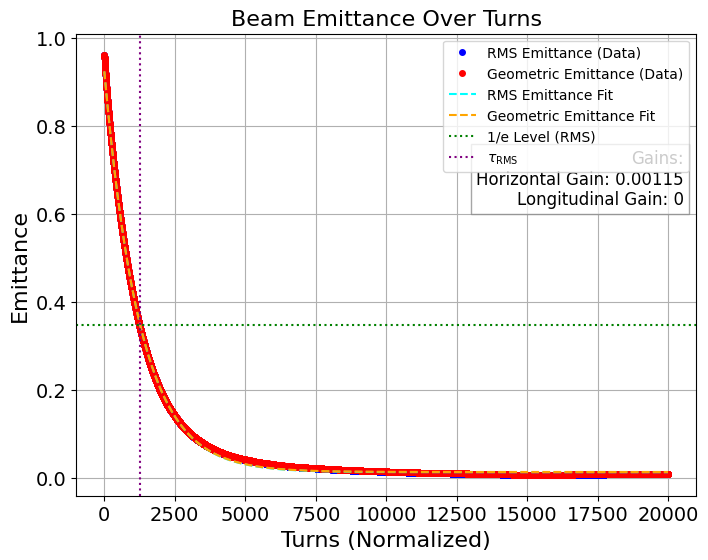 Beam Emittance Over Turns
Emittance
1.0
0.8
0.6
0.4
0.2
0.0
RMS Emittance (Data)
Geometric Emittance (Data)
RMS Emittance Fit
Geometric Emittance Fit
1/e Level (RMS)
τRMS
Gains:
Horizontal Gain: 0.00115
Longitudinal Gain: 0
0 2500 5000 7500 10000 12500 15000 17500 20000
Turns (Normalized)